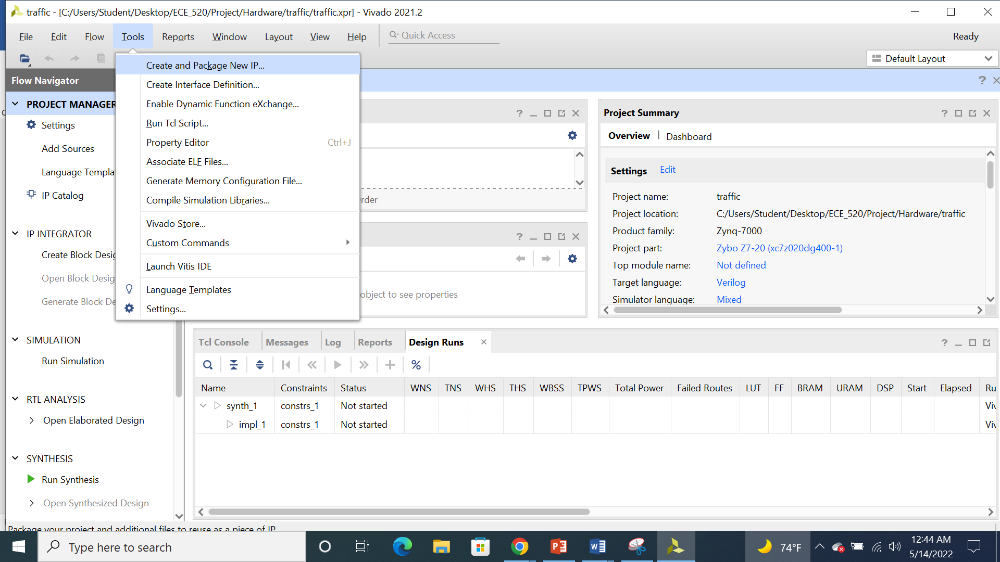 traffic - [C:/Users/Student/Desktop/ECE_520/Project/Hardware/traffic/traffic.xpr] - Vivado 2021.2
File Edit Flow Tools Reports Window Layout View Help Quick Access Ready
Default Layout
Create and Package New IP...
Create Interface Definition...
Enable Dynamic Function eXchange...
Run Tcl Script...
Property Editor Ctrl+J
Associate ELF Files...
Generate Memory Configuration File...
Compile Simulation Libraries...
Vivado Store...
Custom Commands
Launch Vitis IDE
Language Templates
Settings...
Flow Navigator
PROJECT MANAGER
Settings
Add Sources
Language Templa
IP Catalog
IP INTEGRATOR
Create Block Desig
Open Block Desig
Generate Block De
SIMULATION
Run Simulation
RTL ANALYSIS
Open Elaborated Design
SYNTHESIS
Run Synthesis
Open Synthesized Design
rder
object to see properties
Project Summary
Overview | Dashboard
Settings Edit
Project name: traffic
Project location: C:/Users/Student/Desktop/ECE_520/Project/Hardware/traffic
Product family: Zynq-7000
Project part: Zybo Z7-20 (xc7z020clg400-1)
Top module name: Not defined
Target language: Verilog
Simulator language: Mixed
Tcl Console Messages Log Reports Design Runs
Name Constraints Status WNS TNS WHS THS WBSS TPWS Total Power Failed Routes LUT FF BRAM URAM DSP Start Elapsed Ru
synth_1 constrs_1 Not started Viv
impl_1 constrs_1 Not started Viv
Package your project and additional files to reuse as a piece of IP
Type here to search
74°F
12:44 AM
5/14/2022